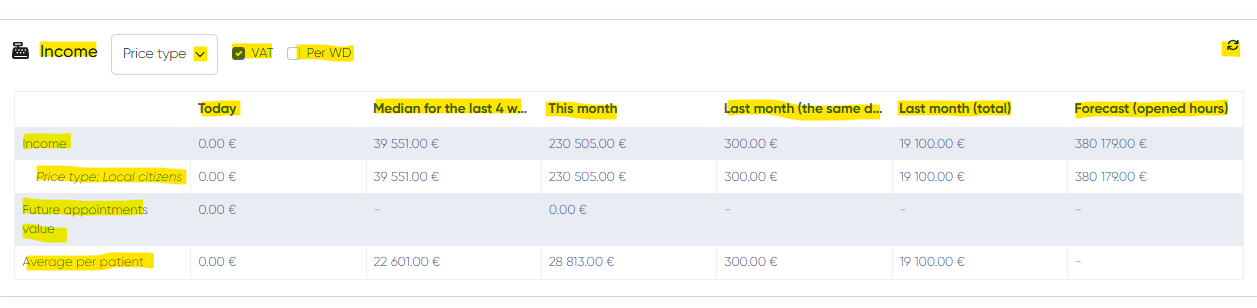 Income Price type VAT Per WD
Today Median for the last 4 w... This month Last month (the same d... Last month (total) Forecast (opened hours)
Income 0.00 € 39 551.00 € 230 505.00 € 300.00 € 19 100.00 € 380 179.00 €
Price type: Local citizens 0.00 € 39 551.00 € 230 505.00 € 300.00 € 19 100.00 € 380 179.00 €
Future appointments 0.00 € - 0.00 € - - -
value
Average per patient 0.00 € 22 601.00 € 28 813.00 € 300.00 € 19 100.00 € -